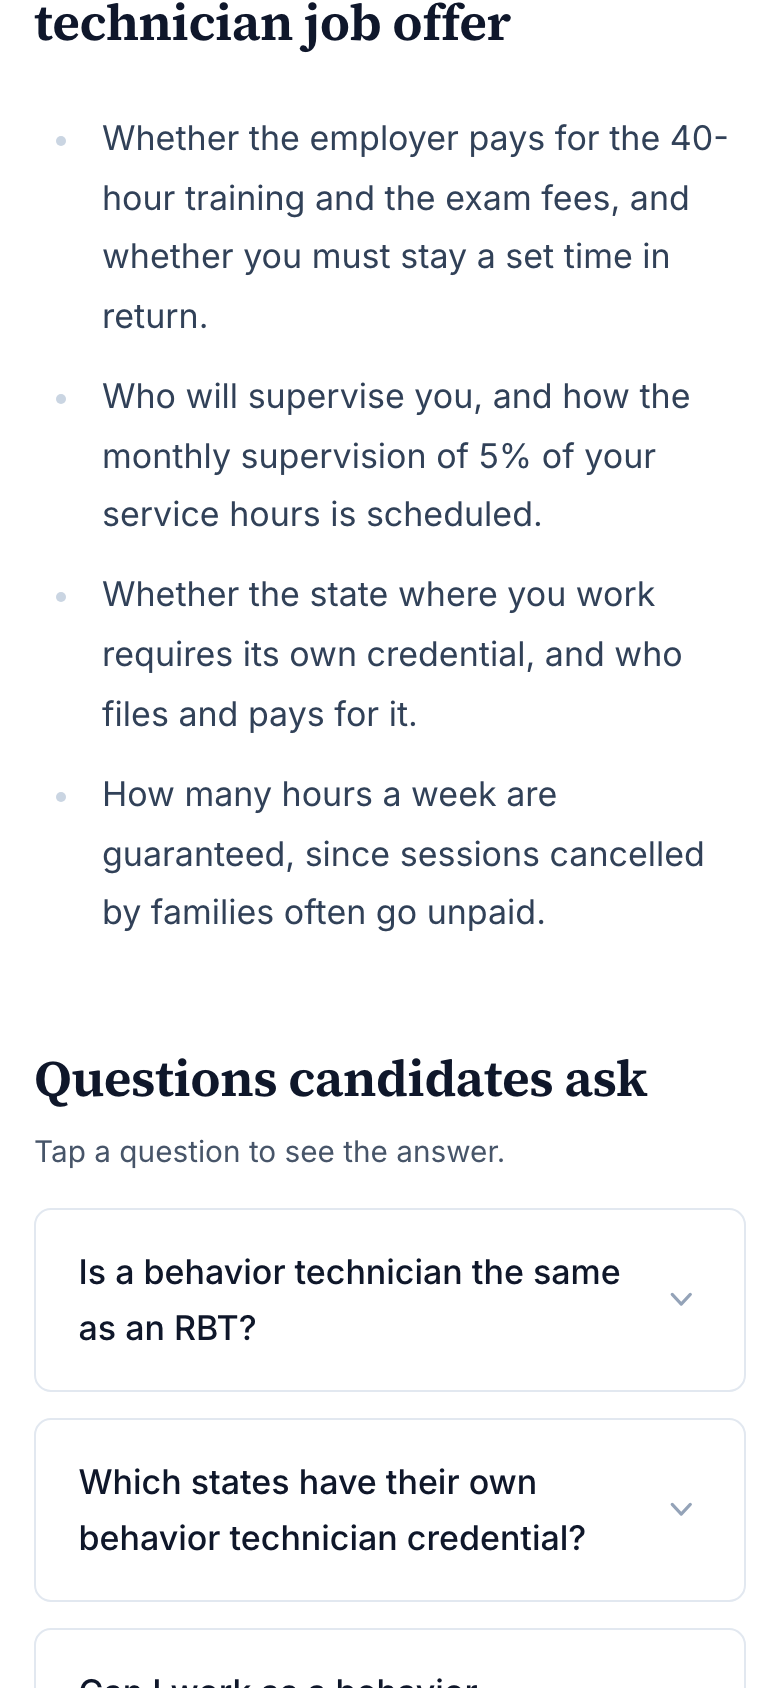 technician job offer
Whether the employer pays for the 40-
hour training and the exam fees, and
whether you must stay a set time in
return.
Who will supervise you, and how the
monthly supervision of 5% of your
service hours is scheduled.
Whether the state where you work
requires its own credential, and who
files and pays for it.
How many hours a week are
guaranteed, since sessions cancelled
by families often go unpaid.
Questions candidates ask
Tap a question to see the answer.
Is a behavior technician the same
as an RBT?
Which states have their own
behavior technician credential?
Can I work as a behavior